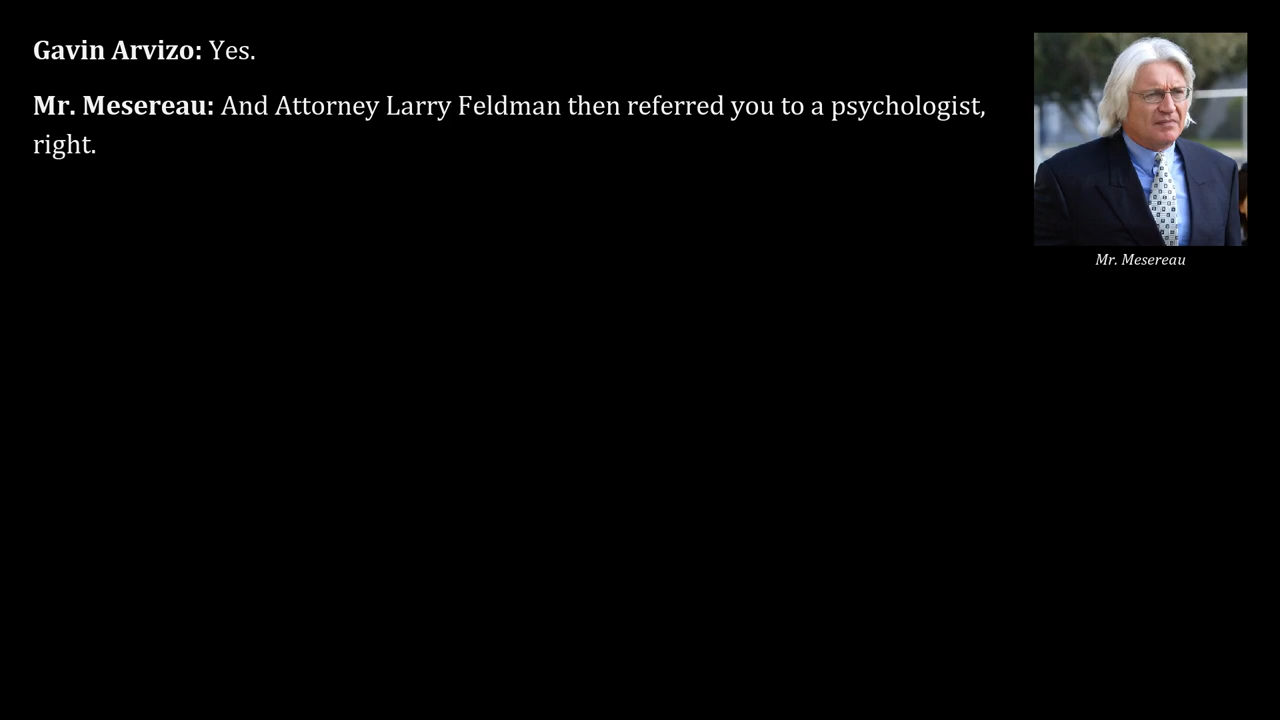 Gavin Arvizo: Yes.
Mr. Mesereau: And Attorney Larry Feldman then referred you to a psychologist,
right.
Mr. Mesereau